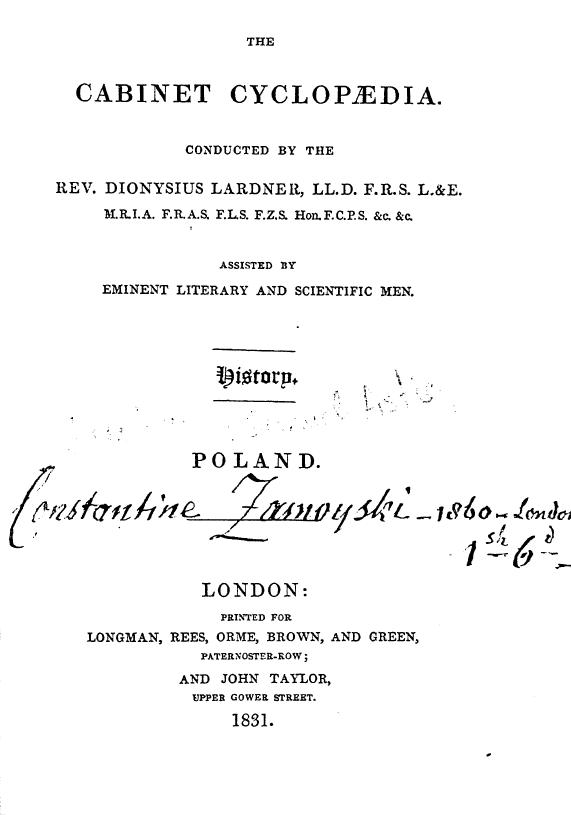 THE
CABINET CYCLOPÆDIA.
CONDUCTED BY THE
REV. DIONYSIUS LARDNER, LL.D. F.R.S. L.&E.
M.R.I.A. F.R.A.S. F.L.S. F.Z.S. Hon. F.C.P.S. &c. &c.
ASSISTED BY
EMINENT LITERARY AND SCIENTIFIC MEN.
History.
POLAND.
Constantine Zamoyski – 1860 – London
1 sh 6 d
LONDON:
PRINTED FOR
LONGMAN, REES, ORME, BROWN, AND GREEN,
PATERNOSTER-ROW;
AND JOHN TAYLOR,
UPPER GOWER STREET.
1831.